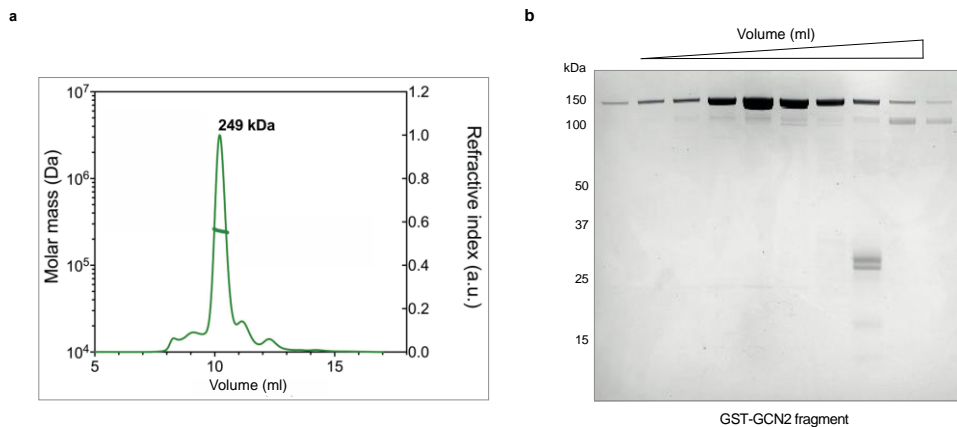 a
10⁷
10⁶
10⁵
10⁴
Molar mass (Da)
249 kDa
1.2
1.0
0.8
0.6
0.4
0.2
0.0
Refractive index (a.u.)
5
10
15
Volume (ml)
b
Volume (ml)
kDa
150
100
50
37
25
15
GST-GCN2 fragment